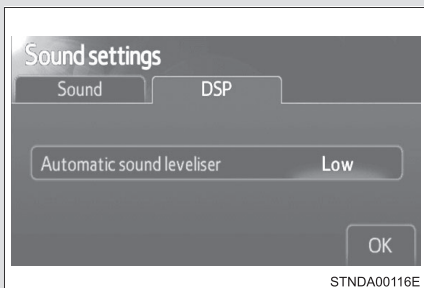 Sound settings
Sound DSP
Automatic sound leveliser Low
OK
STNDA00116E